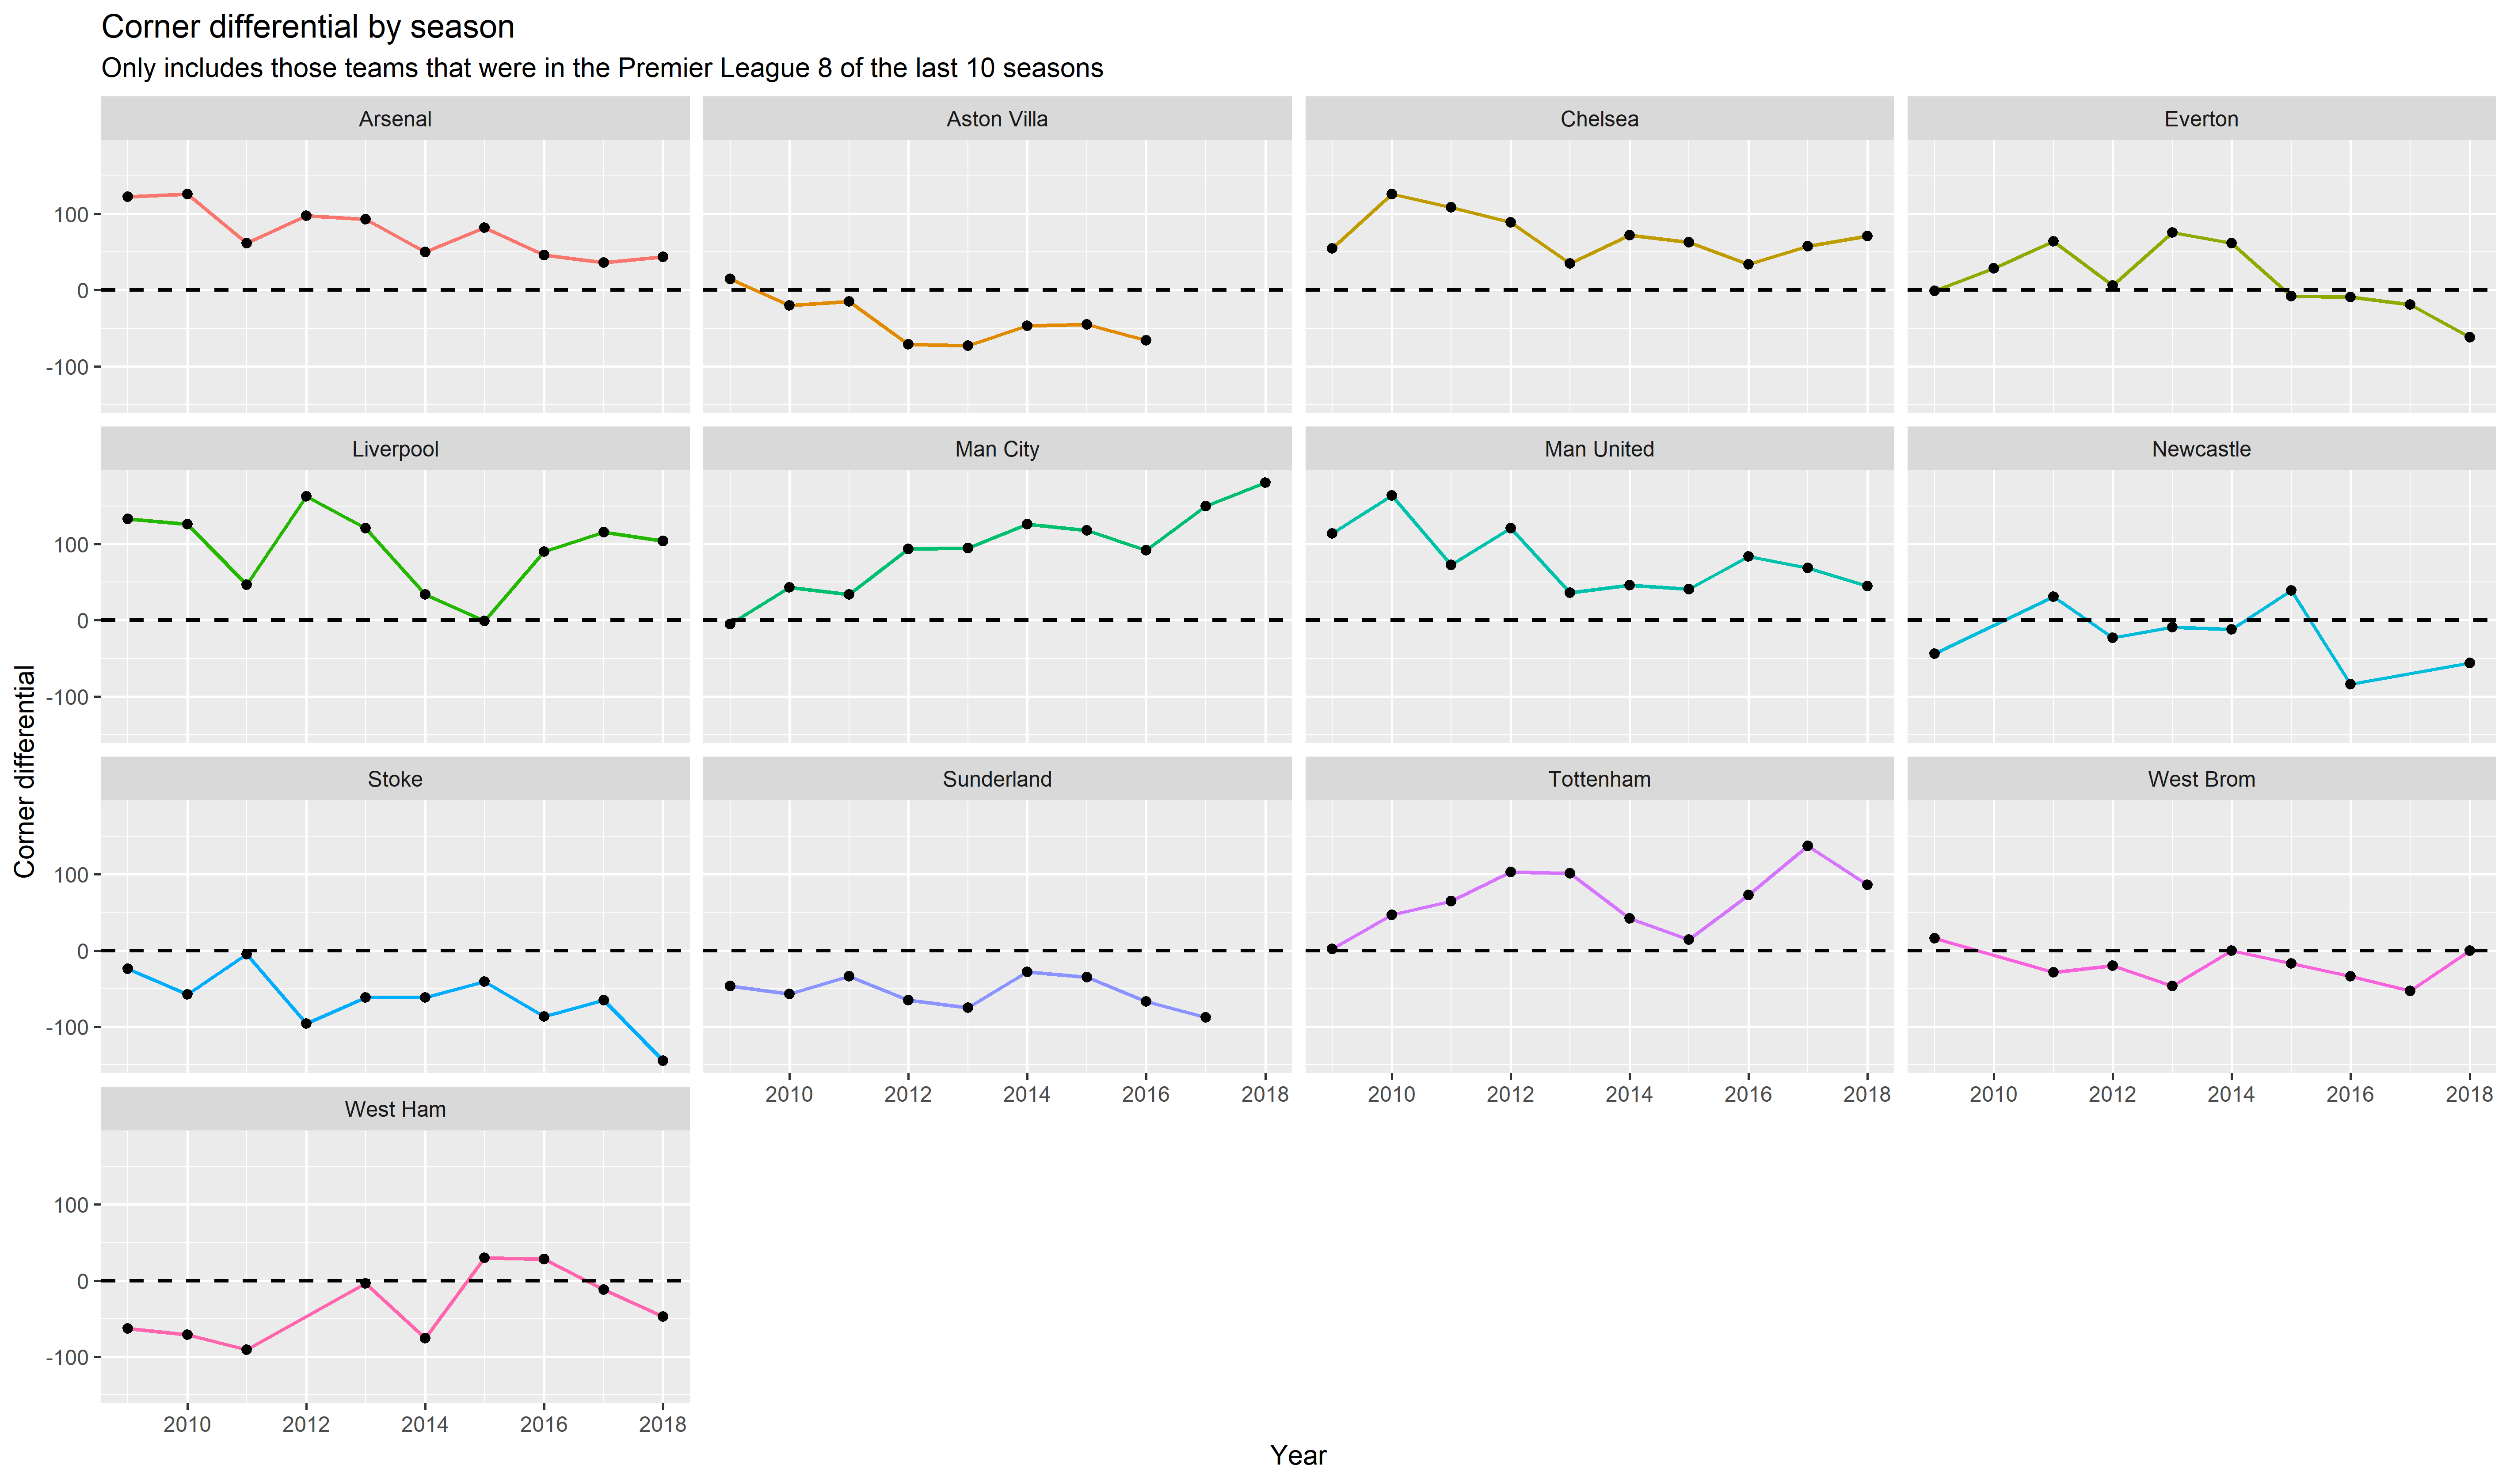 Corner differential by season
Only includes those teams that were in the Premier League 8 of the last 10 seasons
Arsenal
Aston Villa
Chelsea
Everton
100
0
-100
Liverpool
Man City
Man United
Newcastle
100
0
-100
Corner differential
Stoke
Sunderland
Tottenham
West Brom
100
0
-100
2010 2012 2014 2016 2018
2010 2012 2014 2016 2018
2010 2012 2014 2016 2018
West Ham
100
0
-100
2010 2012 2014 2016 2018
Year